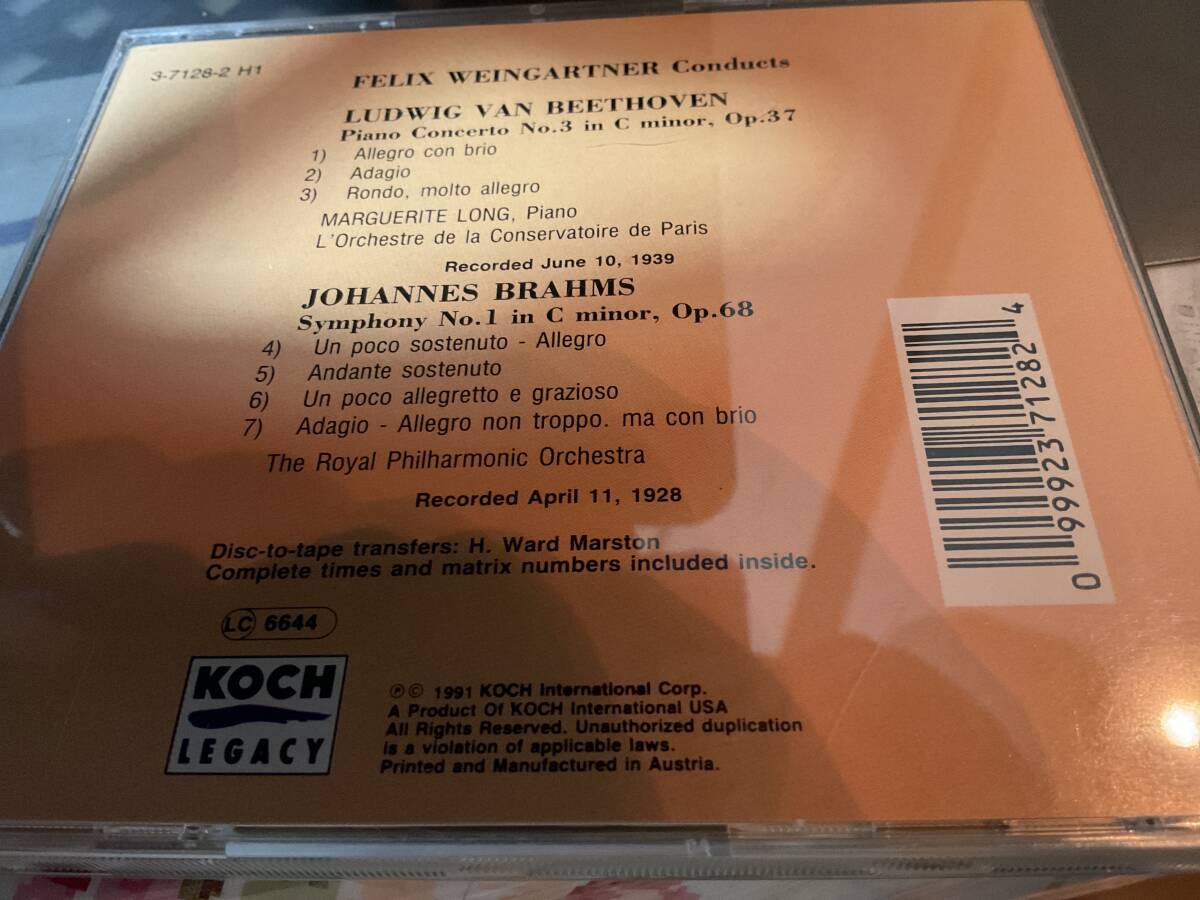 3-7128-2 H1
FELIX WEINGARTNER Conducts
LUDWIG VAN BEETHOVEN
Piano Concerto No.3 in C minor, Op.37
1) Allegro con brio
2) Adagio
3) Rondo, molto allegro
MARGUERITE LONG, Piano
L'Orchestre de la Conservatoire de Paris
Recorded June 10, 1939
JOHANNES BRAHMS
Symphony No.1 in C minor, Op.68
4) Un poco sostenuto - Allegro
5) Andante sostenuto
6) Un poco allegretto e grazioso
7) Adagio - Allegro non troppo. ma con brio
The Royal Philharmonic Orchestra
Recorded April 11, 1928
Disc-to-tape transfers: H. Ward Marston
Complete times and matrix numbers included inside.
LC 6644
KOCH
LEGACY
℗© 1991 KOCH International Corp.
A Product Of KOCH International USA
All Rights Reserved. Unauthorized duplication
is a violation of applicable laws.
Printed and Manufactured in Austria.
0 99923 71282 4